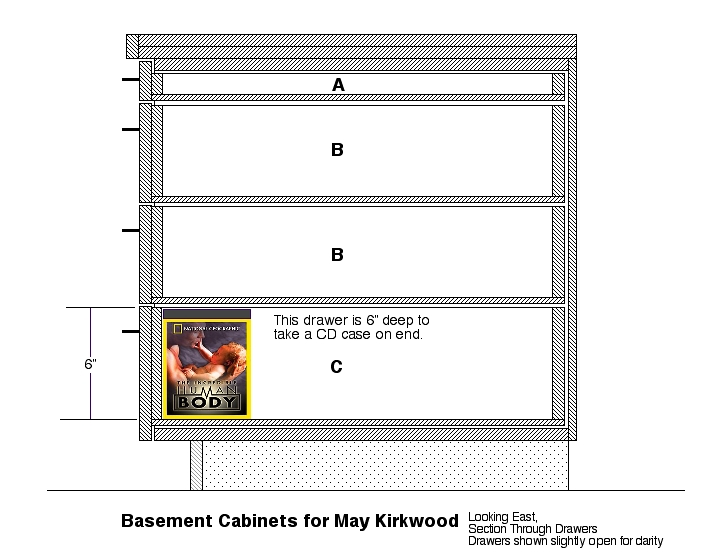 A
B
B
This drawer is 6" deep to
take a CD case on end.
C
6"
NATIONAL GEOGRAPHIC
THE INCREDIBLE
HUMAN
BODY
Basement Cabinets for May Kirkwood
Looking East,
Section Through Drawers
Drawers shown slightly open for clarity